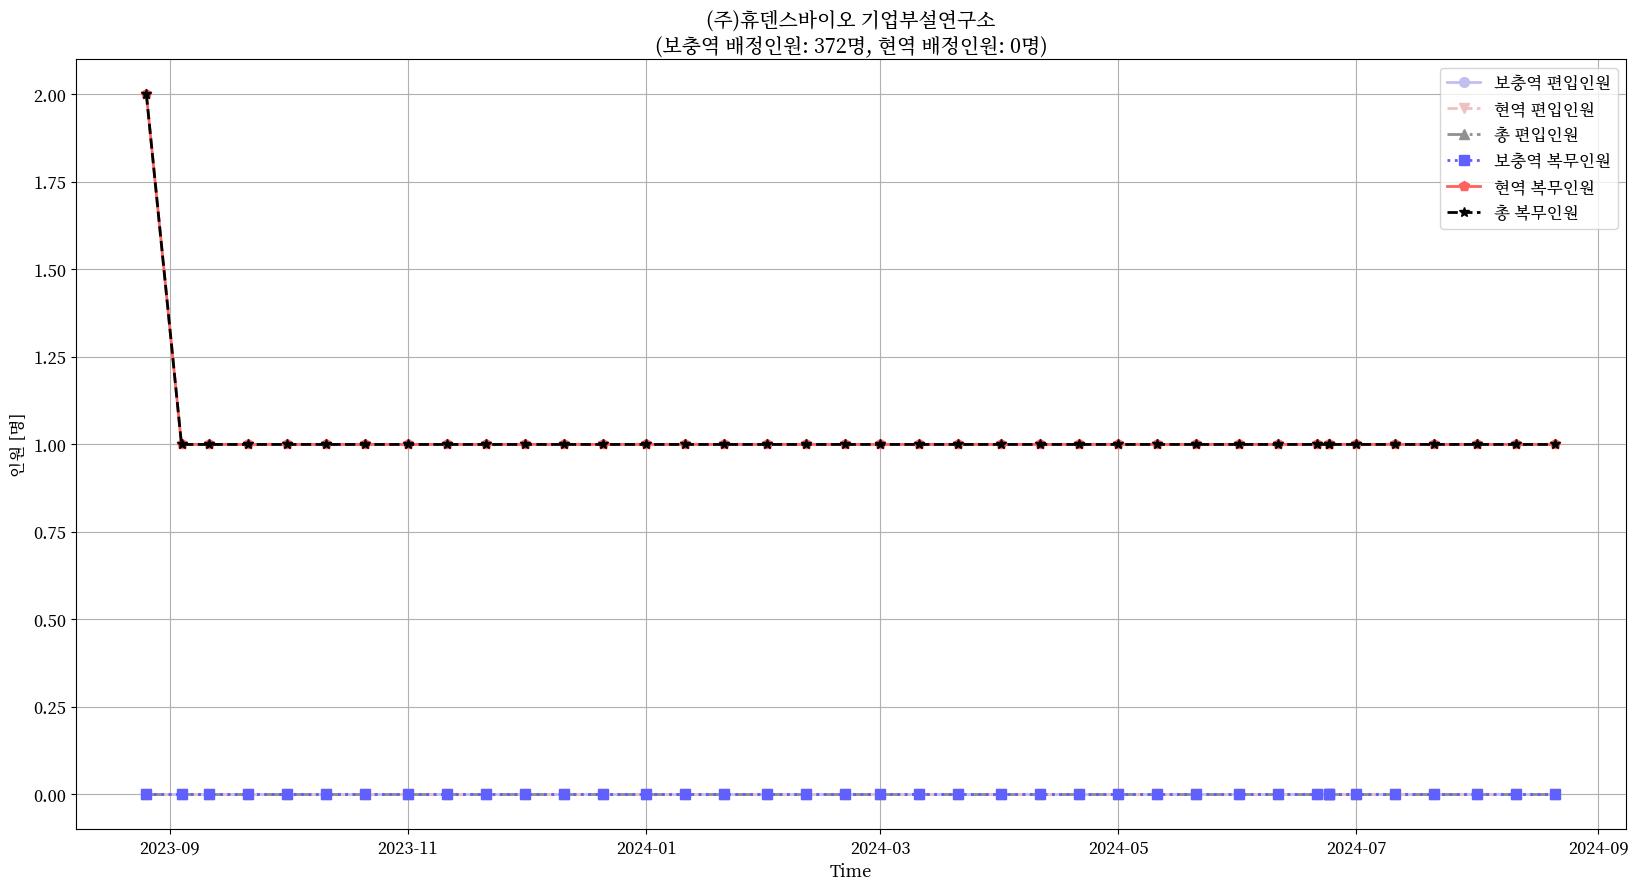 (주)휴덴스바이오 기업부설연구소
(보충역 배정인원: 372명, 현역 배정인원: 0명)
보충역 편입인원
현역 편입인원
총 편입인원
보충역 복무인원
현역 복무인원
총 복무인원
인원 [명]
2.00
1.75
1.50
1.25
1.00
0.75
0.50
0.25
0.00
2023-09
2023-11
2024-01
2024-03
2024-05
2024-07
2024-09
Time